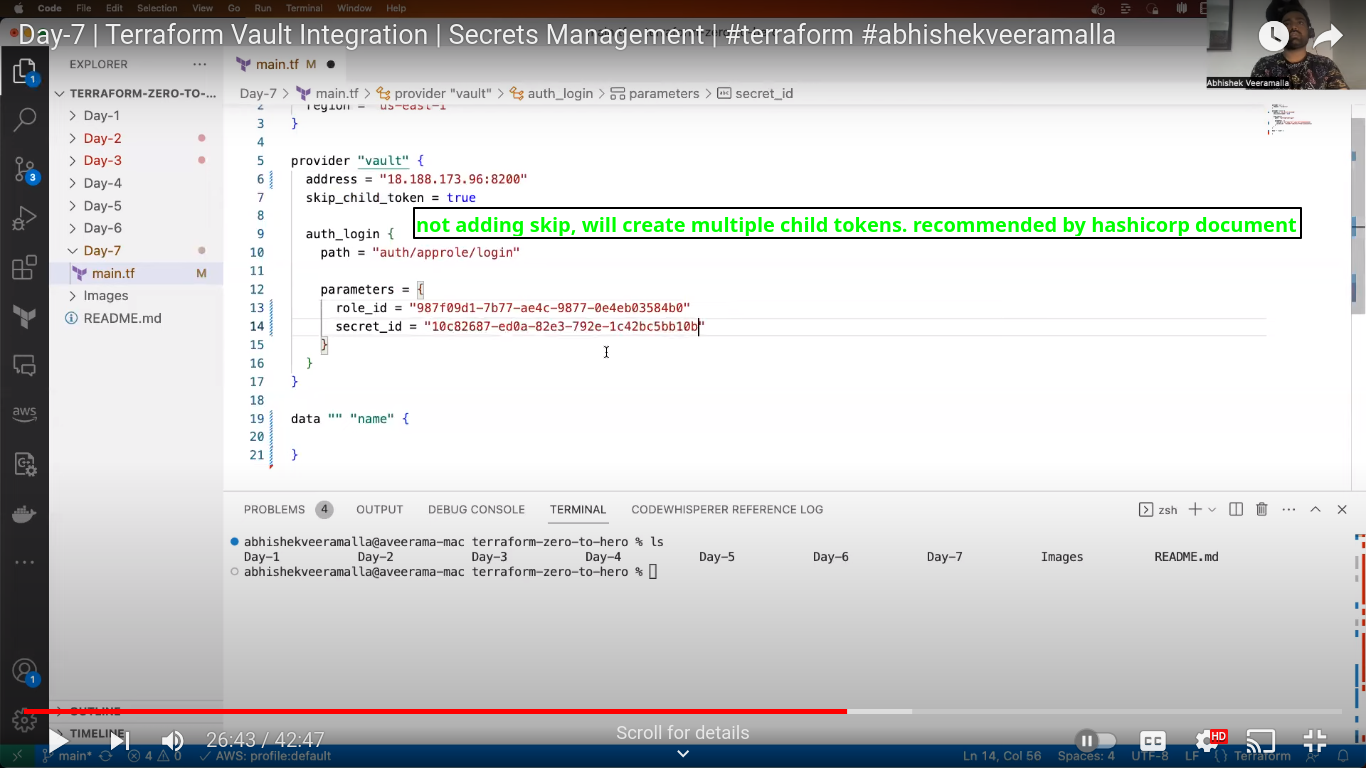 Code File Edit Selection View Go Run Terminal Window Help
Day-7 | Terraform Vault Integration | Secrets Management | #terraform #abhishekveeramalla
Abhishek Veeramalla
EXPLORER
TERRAFORM-ZERO-TO-...
Day-1
Day-2
Day-3
Day-4
Day-5
Day-6
Day-7
main.tf M
Images
README.md
1
3
aws
1
OUTLINE
TIMELINE
main.tf M
Day-7 > main.tf > provider "vault" > auth_login > parameters > secret_id
2 region = "us-east-1"
3 }
4
5 provider "vault" {
6 address = "18.188.173.96:8200"
7 skip_child_token = true
8
not adding skip, will create multiple child tokens. recommended by hashicorp document
9 auth_login {
10 path = "auth/approle/login"
11
12 parameters = {
13 role_id = "987f09d1-7b77-ae4c-9877-0e4eb03584b0"
14 secret_id = "10c82687-ed0a-82e3-792e-1c42bc5bb10b"
15 }
16 }
17 }
18
19 data "" "name" {
20
21 }
PROBLEMS 4 OUTPUT DEBUG CONSOLE TERMINAL CODEWHISPERER REFERENCE LOG
zsh
abhishekveeramalla@aveerama-mac terraform-zero-to-hero % ls
Day-1 Day-2 Day-3 Day-4 Day-5 Day-6 Day-7 Images README.md
abhishekveeramalla@aveerama-mac terraform-zero-to-hero %
26:43 / 42:47
Scroll for details
CC
HD
main* 4 0 AWS: profile:default
Ln 14, Col 56 Spaces: 4 UTF-8 LF {} Terraform